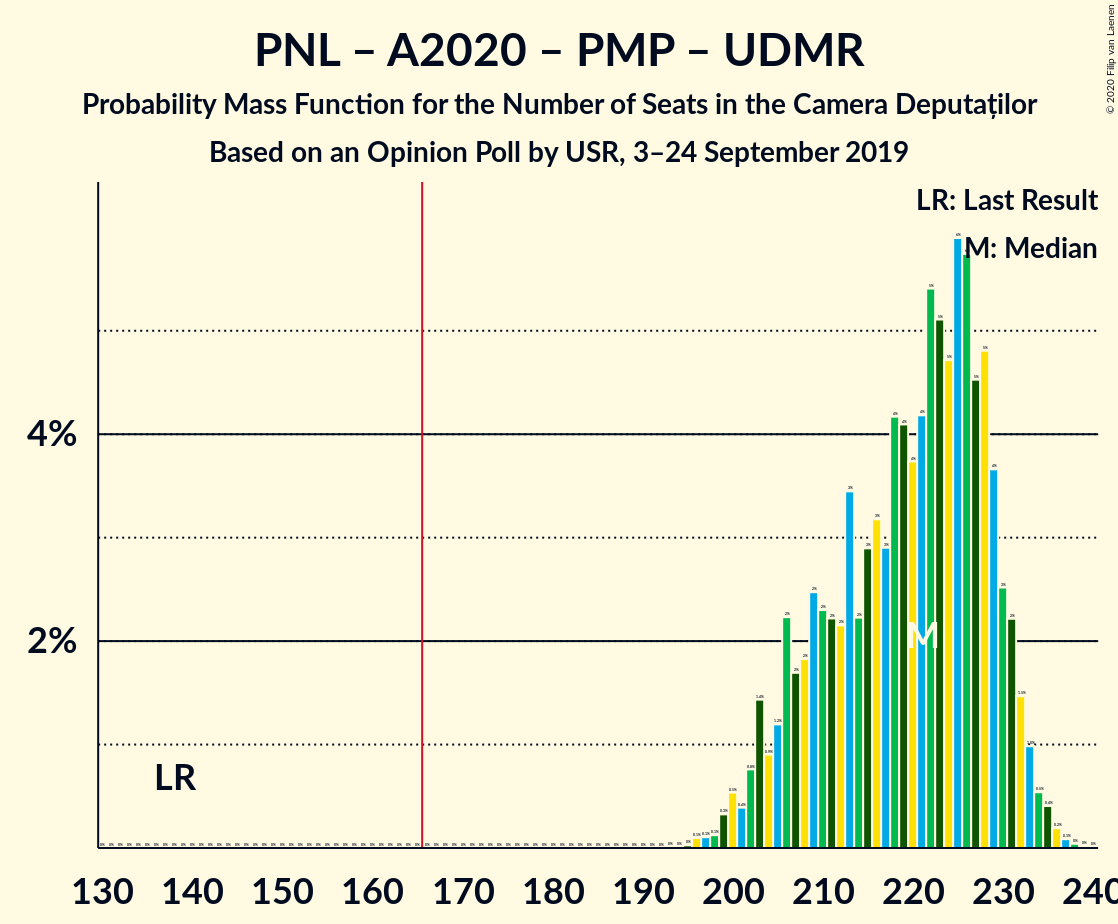 PNL – A2020 – PMP – UDMR
Probability Mass Function for the Number of Seats in the Camera Deputaților
Based on an Opinion Poll by USR, 3–24 September 2019
© 2020 Filip van Laenen
LR: Last Result
M: Median
4%
2%
M
LR
130 140 150 160 170 180 190 200 210 220 230 240